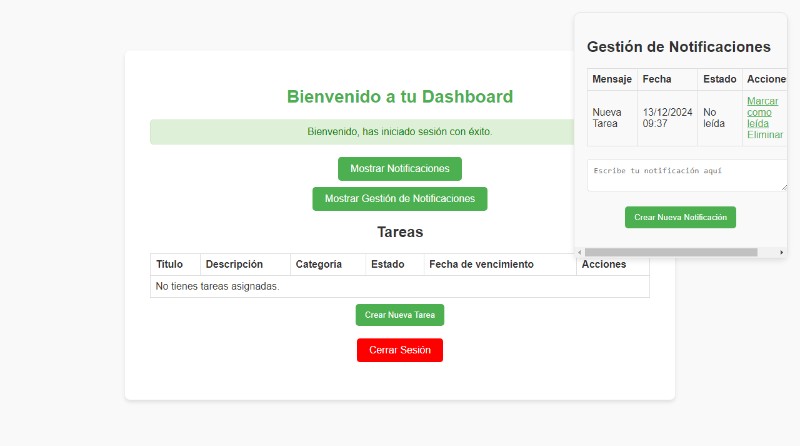 Bienvenido a tu Dashboard
Bienvenido, has iniciado sesión con éxito.
Mostrar Notificaciones
Mostrar Gestión de Notificaciones
Tareas
Título Descripción Categoría Estado Fecha de vencimiento Acciones
No tienes tareas asignadas.
Crear Nueva Tarea
Cerrar Sesión
Gestión de Notificaciones
Mensaje Fecha Estado Accione
Nueva Tarea 13/12/2024 09:37 No leída Marcar como leída Eliminar
Escribe tu notificación aquí
Crear Nueva Notificación